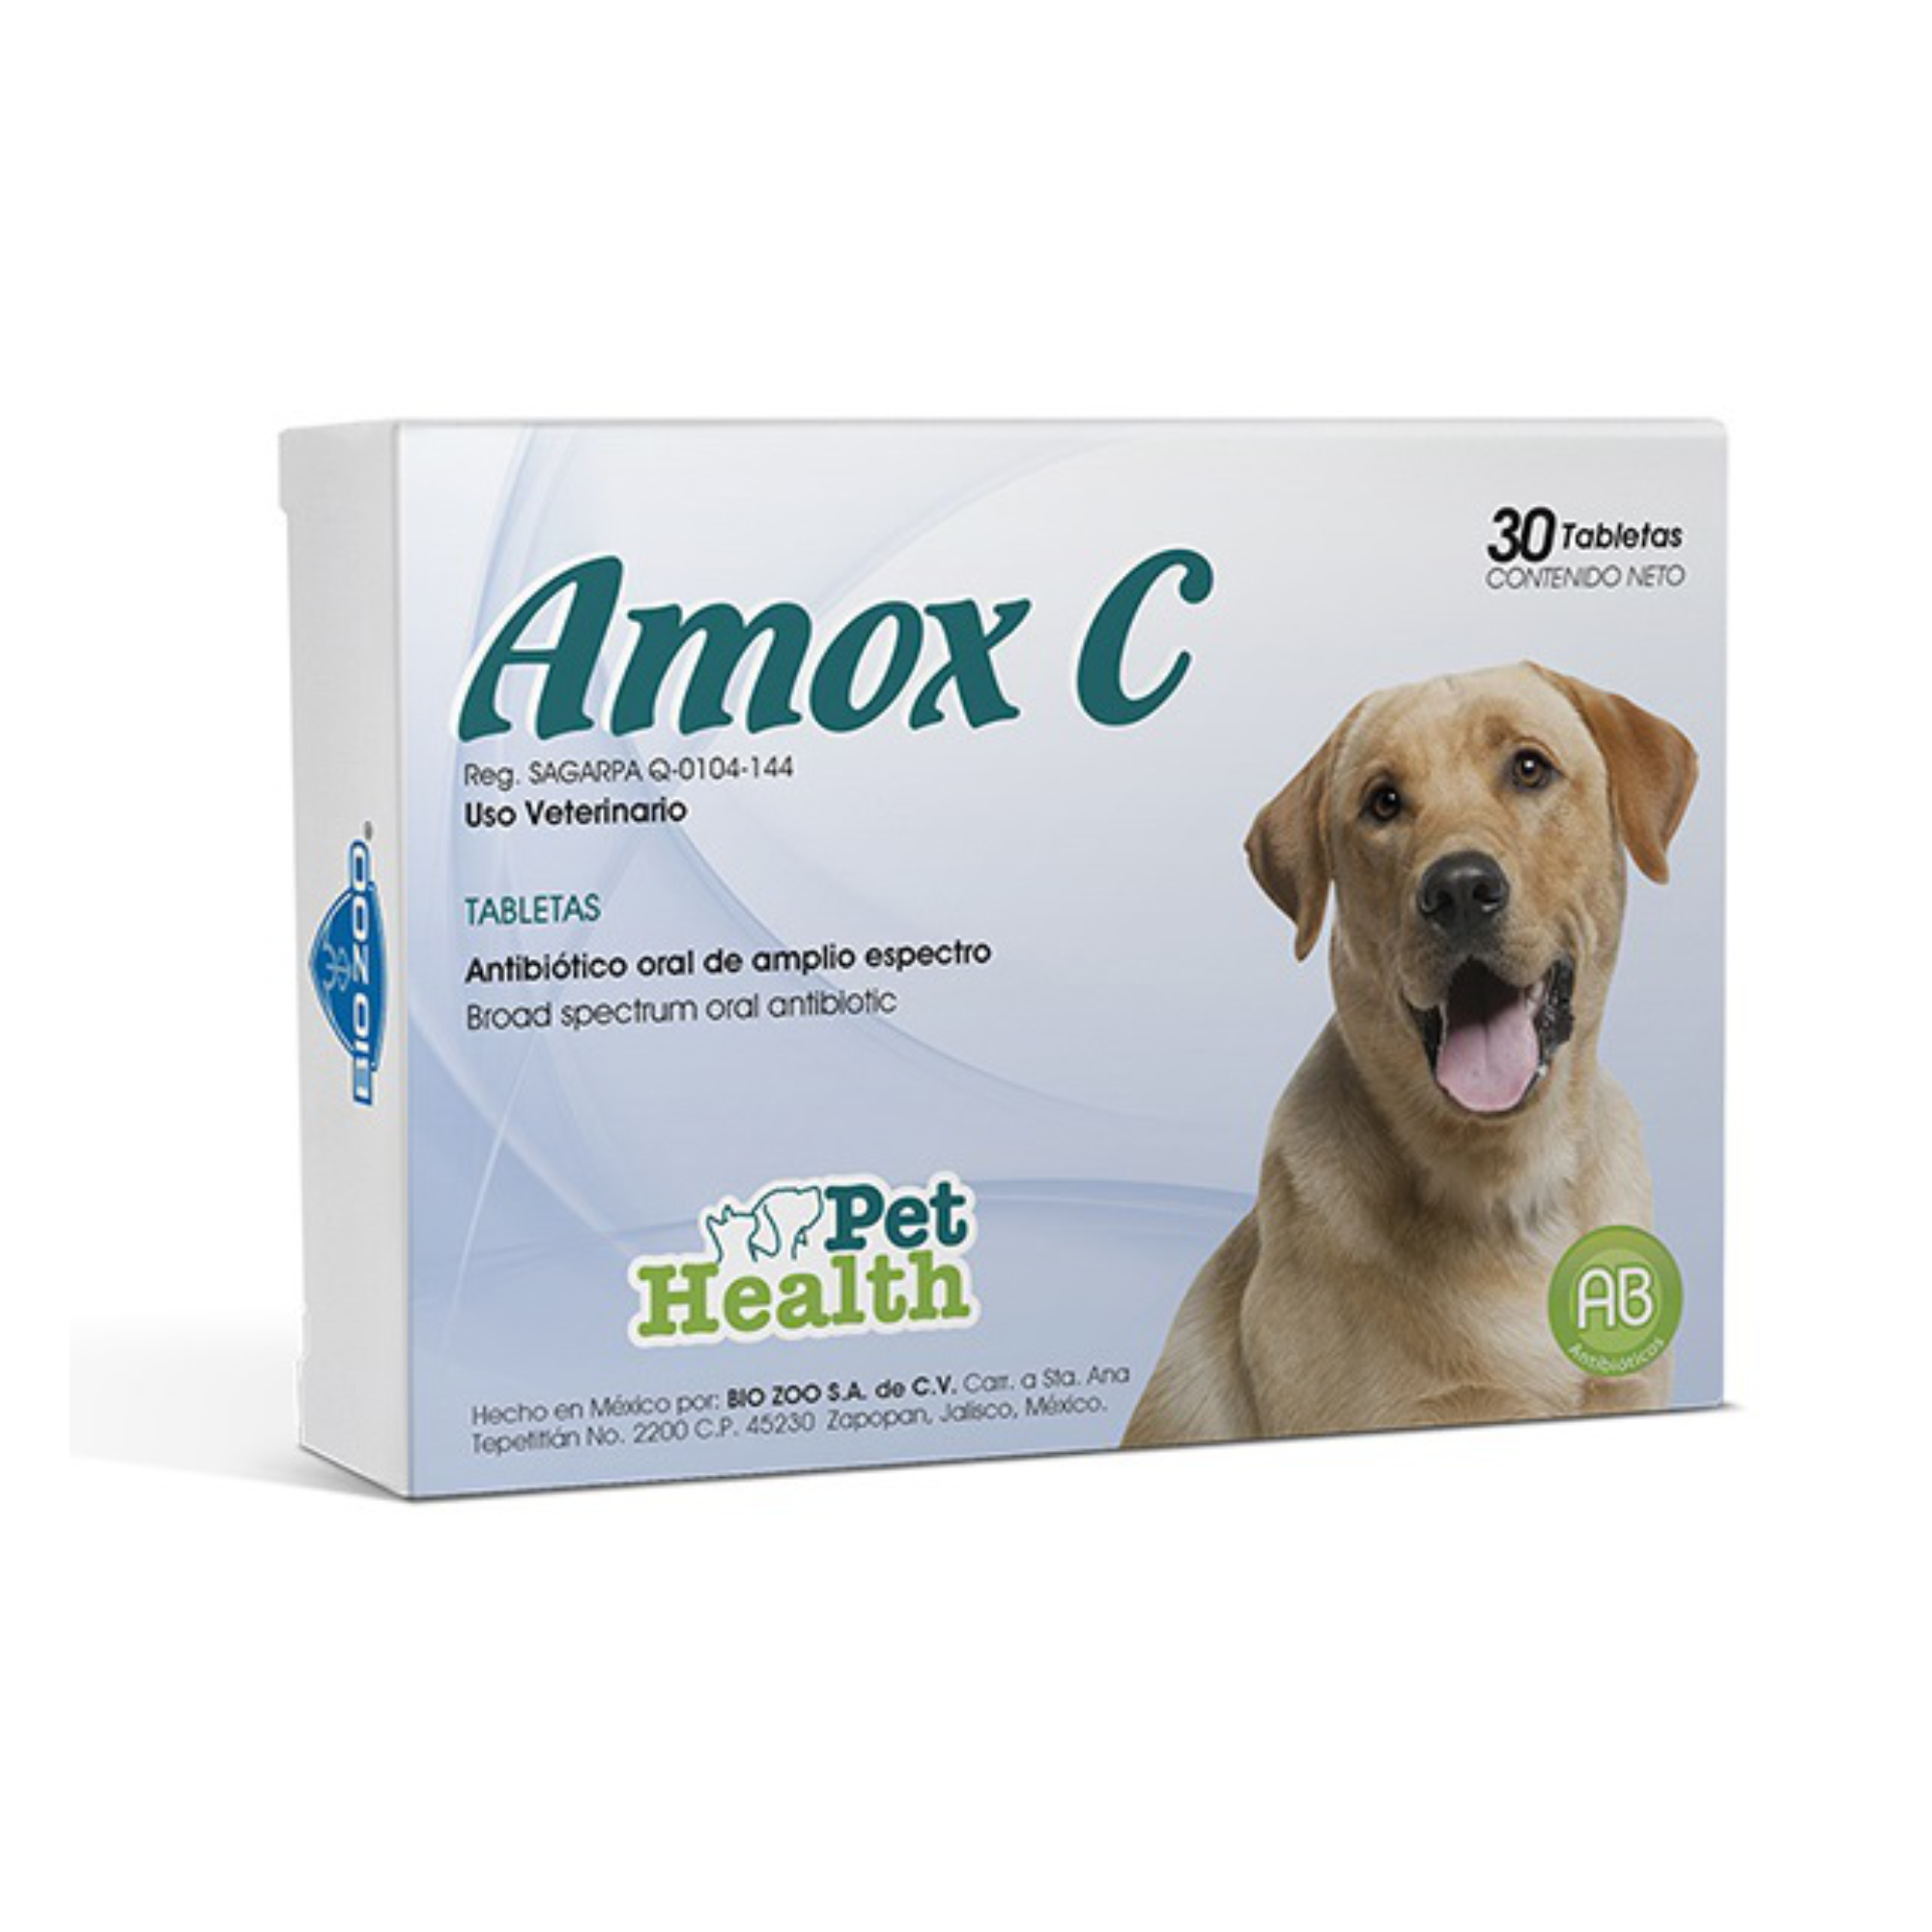 30 Tabletas
CONTENIDO NETO
Amox C
Reg. SAGARPA Q-0104-144
Uso Veterinario
TABLETAS
Antibiótico oral de amplio espectro
Broad spectrum oral antibiotic
Pet
Health
AB
Antibióticos
Hecho en México por: BIO ZOO S.A. de C.V. Carr. a Sta. Ana
Tepetitlán No. 2200 C.P. 45230 Zapopan, Jalisco, México.
BIO ZOO®